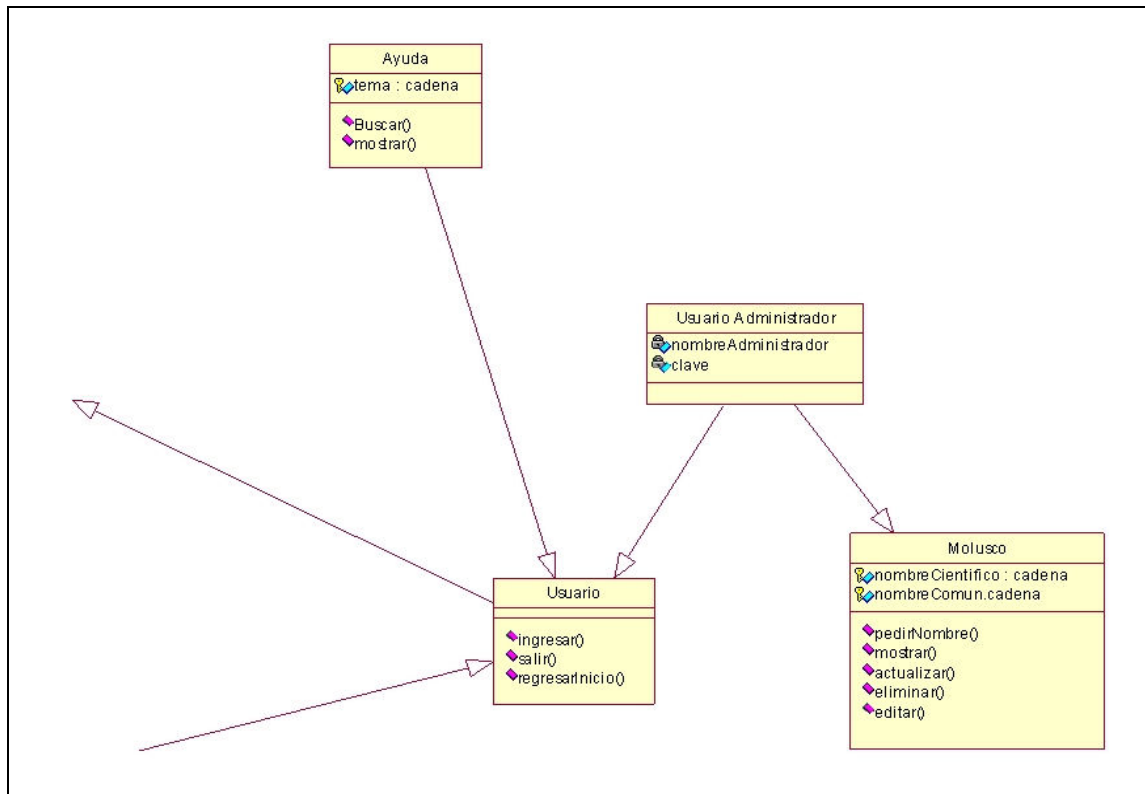 Ayuda
tema : cadena
Buscar()
mostrar()
Usuario Administrador
nombreAdministrador
clave
Usuario
ingresar()
salir()
regresarInicio()
Molusco
nombreCientifico : cadena
nombreComun.cadena
pedirNombre()
mostrar()
actualizar()
eliminar()
editar()